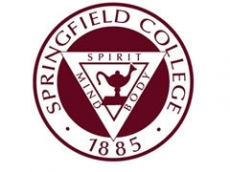 SPRINGFIELD COLLEGE
SPIRIT
MIND
BODY
· 1885 ·